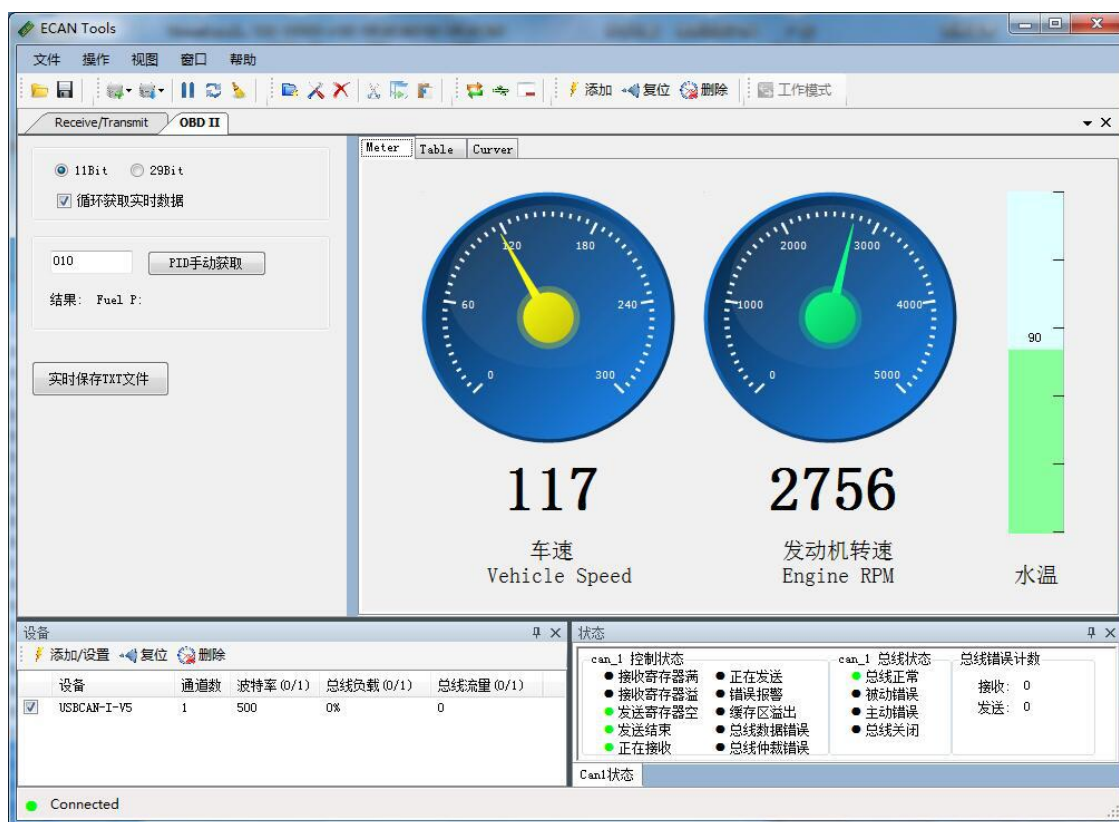 ECAN Tools
文件 操作 视图 窗口 帮助
添加 复位 删除 工作模式
Receive/Transmit OBD II
11Bit 29Bit
循环获取实时数据
010 PID手动获取
结果: Fuel P:
实时保存TXT文件
Meter Table Curver
0 60 120 180 240 300
117
车速
Vehicle Speed
0 1000 2000 3000 4000 5000
2756
发动机转速
Engine RPM
90
水温
设备
添加/设置 复位 删除
设备 通道数 波特率(0/1) 总线负载(0/1) 总线流量(0/1)
USBCAN-I-V5 1 500 0% 0
状态
can_1 控制状态
接收寄存器满 正在发送
接收寄存器溢 错误报警
发送寄存器空 缓存区溢出
发送结束 总线数据错误
正在接收 总线仲裁错误
can_1 总线状态
总线正常
被动错误
主动错误
总线关闭
总线错误计数
接收: 0
发送: 0
Can1状态
Connected